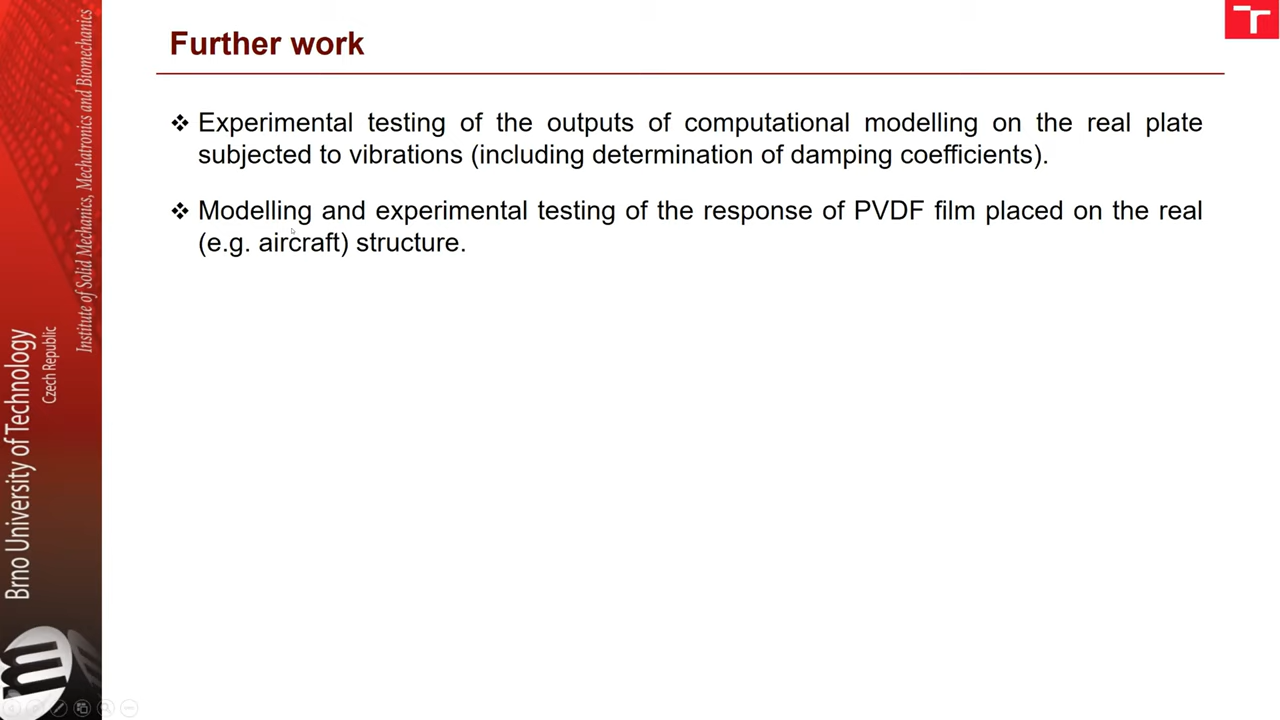 Further work
❖ Experimental testing of the outputs of computational modelling on the real plate
subjected to vibrations (including determination of damping coefficients).
❖ Modelling and experimental testing of the response of PVDF film placed on the real
(e.g. aircraft) structure.
Brno University of Technology
Czech Republic
Institute of Solid Mechanics, Mechatronics and Biomechanics